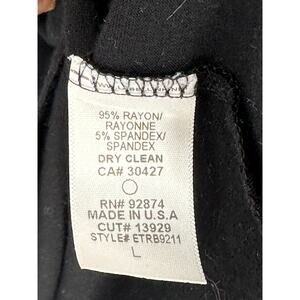 95% RAYON/
RAYONNE
5% SPANDEX/
SPANDEX
DRY CLEAN
CA# 30427
RN# 92874
MADE IN U.S.A
CUT# 13929
STYLE# ETRB9211
L